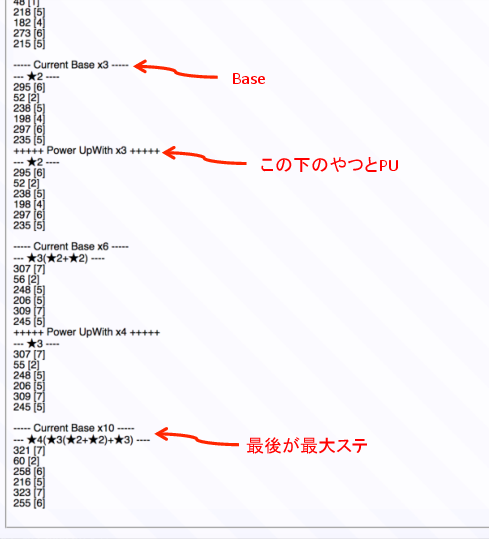 48 [1]
218 [5]
182 [4]
273 [6]
215 [5]
----- Current Base x3 -----
Base
--- ★2 ----
295 [6]
52 [2]
238 [5]
198 [4]
297 [6]
235 [5]
+++++ Power UpWith x3 +++++
この下のやつとPU
--- ★2 ----
295 [6]
52 [2]
238 [5]
198 [4]
297 [6]
235 [5]
----- Current Base x6 -----
--- ★3(★2+★2) ----
307 [7]
56 [2]
248 [5]
206 [5]
309 [7]
245 [5]
+++++ Power UpWith x4 +++++
--- ★3 ----
307 [7]
55 [2]
248 [5]
206 [5]
309 [7]
245 [5]
----- Current Base x10 -----
--- ★4(★3(★2+★2)+★3) ----
最後が最大ステ
321 [7]
60 [2]
258 [6]
216 [5]
323 [7]
255 [6]